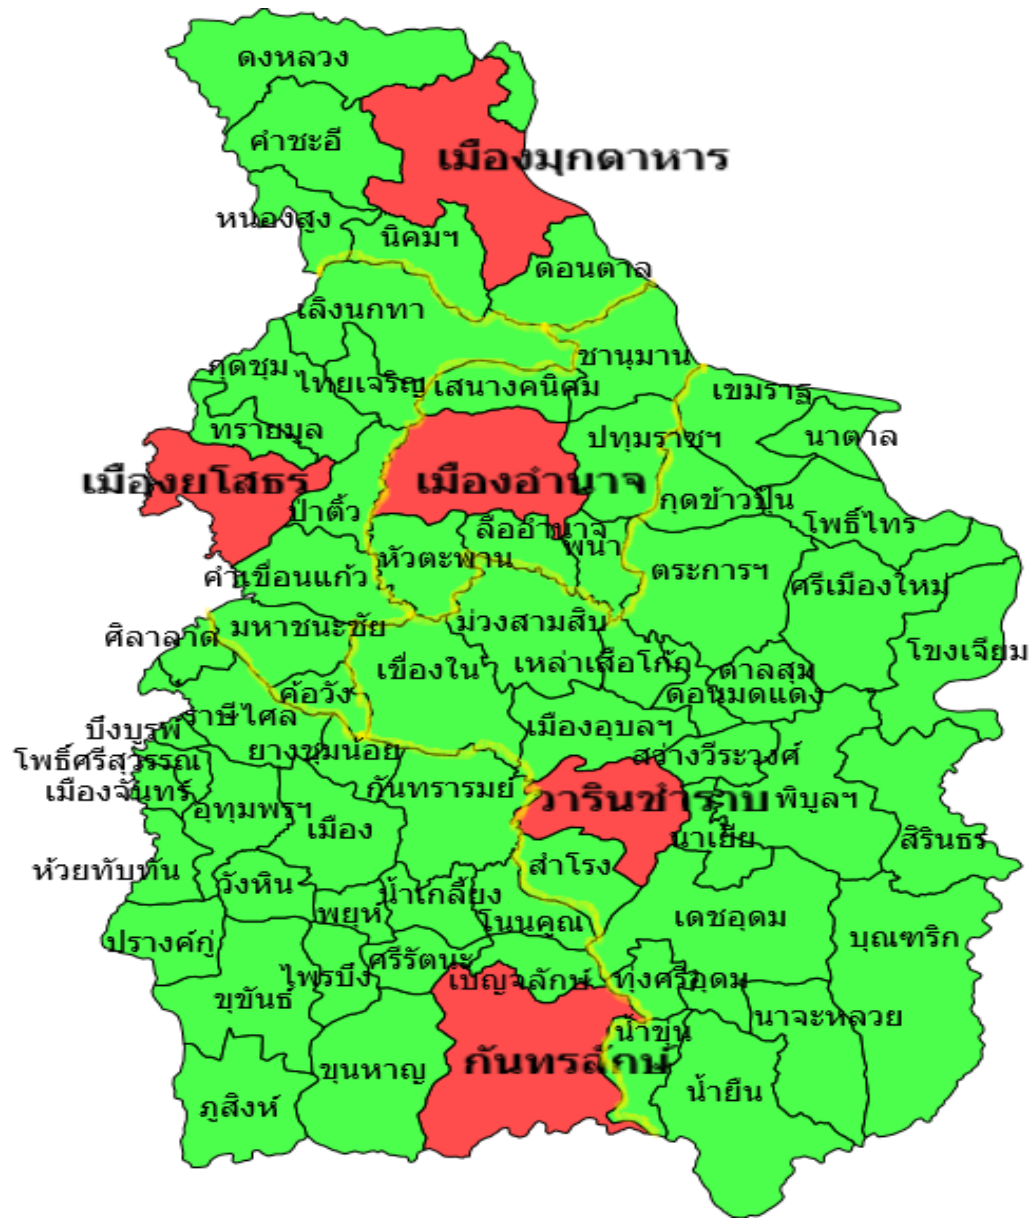 ดงหลวง
คำชะอี
เมืองมุกดาหาร
หนองสูง
นิคมฯ
ดอนตาล
เลิงนกทา
ชานุมาน
กุดชุม
ไทยเจริญ
เสนางคนิคม
เขมราฐ
ทรายมูล
ปทุมราชฯ
นาตาล
เมืองยโสธร
เมืองอำนาจ
ป่าติ้ว
กุดข้าวปุ้น
โพธิ์ไทร
ลืออำนาจ
หัวตะพาน
พนา
คำเขื่อนแก้ว
ตระการฯ
ศรีเมืองใหม่
ศิลาลาด
มหาชนะชัย
ม่วงสามสิบ
โขงเจียม
เขื่องใน
เหล่าเสือโก้ก
ตาลสุม
ค้อวัง
ดอนมดแดง
บึงบูรพ์
ราษีไศล
เมืองอุบลฯ
โพธิ์ศรีสุวรรณ
ยางชุมน้อย
สว่างวีระวงศ์
เมืองจันทร์
กันทรารมย์
วารินชำราบ
พิบูลฯ
อุทุมพรฯ
เมือง
นาเยีย
สิรินธร
ห้วยทับทัน
วังหิน
น้ำเกลี้ยง
สำโรง
พยุห์
โนนคูณ
เดชอุดม
ปรางค์กู่
บุณฑริก
ไพรบึง
ศรีรัตนะ
เบญจลักษ์
ทุ่งศรีอุดม
ขุขันธ์
นาจะหลวย
น้ำขุ่น
ขุนหาญ
กันทรลักษ์
น้ำยืน
ภูสิงห์